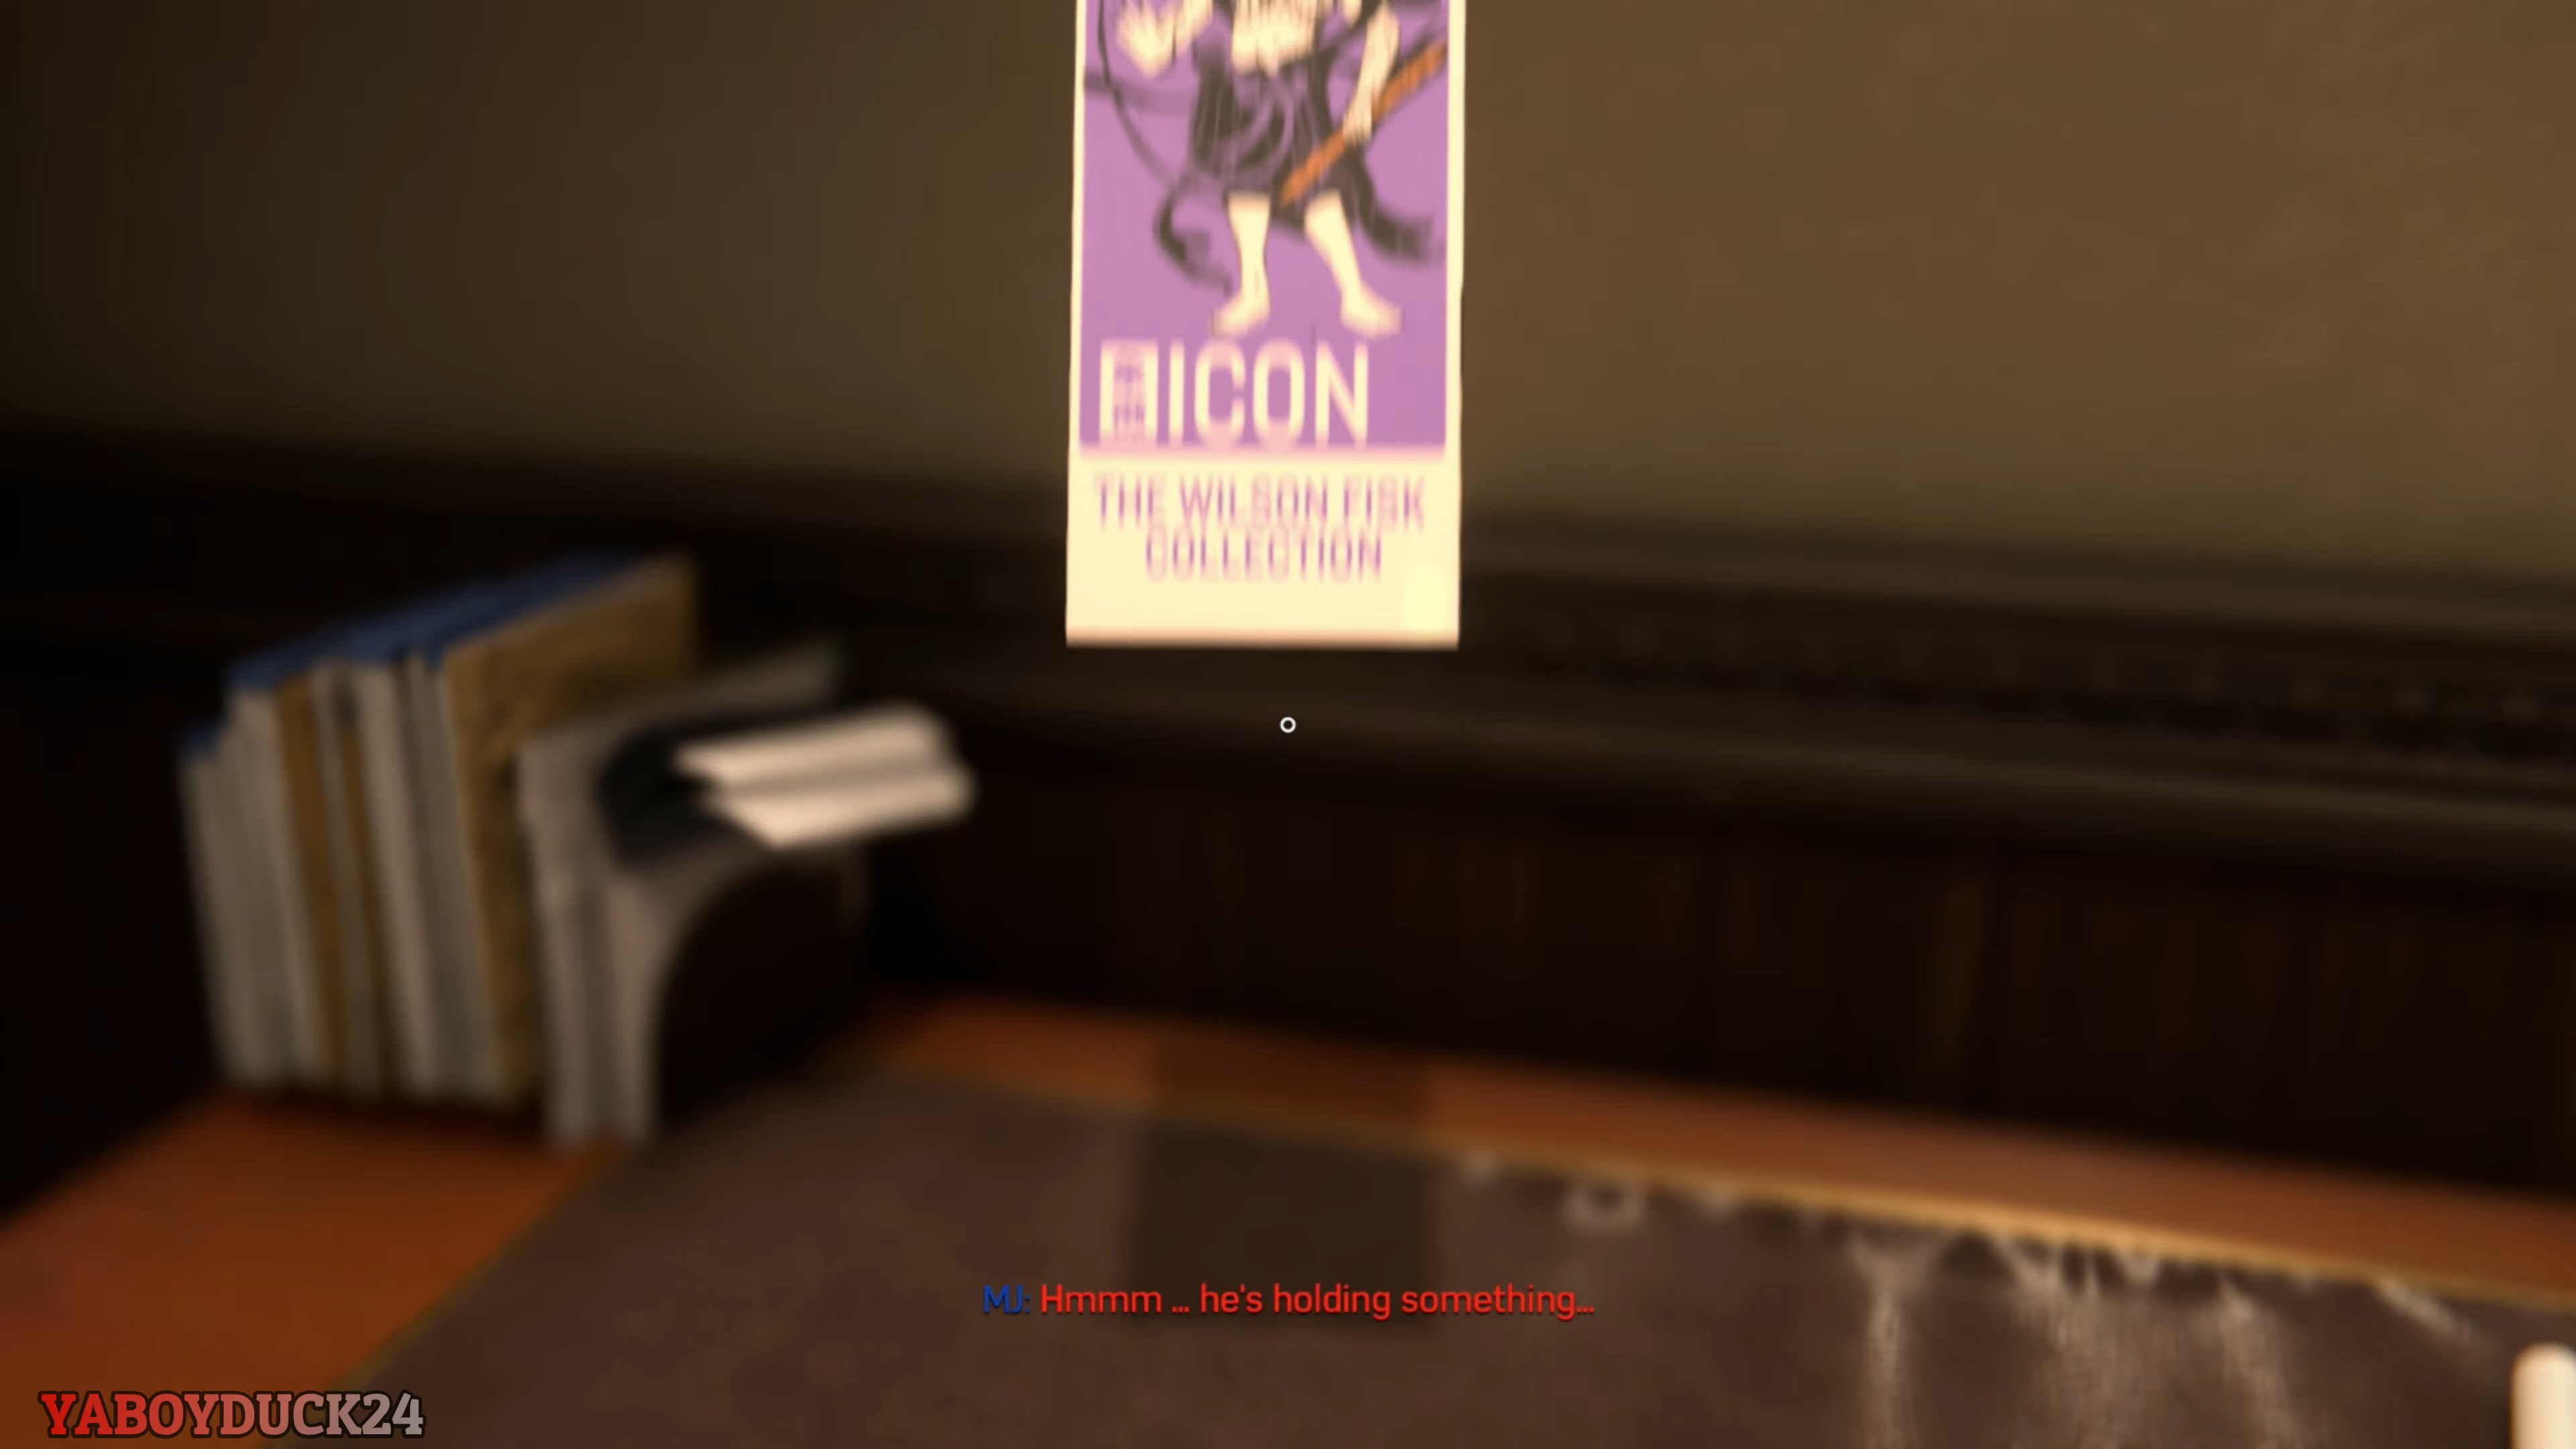 ICON
THE WILSON FISK
COLLECTION
MJ: Hmmm ... he's holding something...
YABOYDUCK24